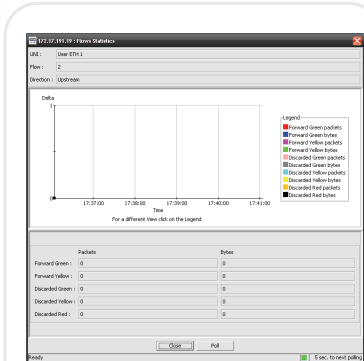 172.17.191.19 : Flows Statistics
UNI : User ETH 1
Flow : 2
Direction : Upstream
Delta
1
0
17:37:00 17:38:00 17:39:00 17:40:00 17:41:00
Time
For a different View click on the Legend
Legend
Forward Green packets
Forward Green bytes
Forward Yellow packets
Forward Yellow bytes
Discarded Green packets
Discarded Green bytes
Discarded Yellow packets
Discarded Yellow bytes
Discarded Red packets
Discarded Red bytes
Packets Bytes
Forward Green : 0 0
Forward Yellow : 0 0
Discarded Green : 0 0
Discarded Yellow : 0 0
Discarded Red : 0 0
Close Poll
Ready 5 sec. to next polling